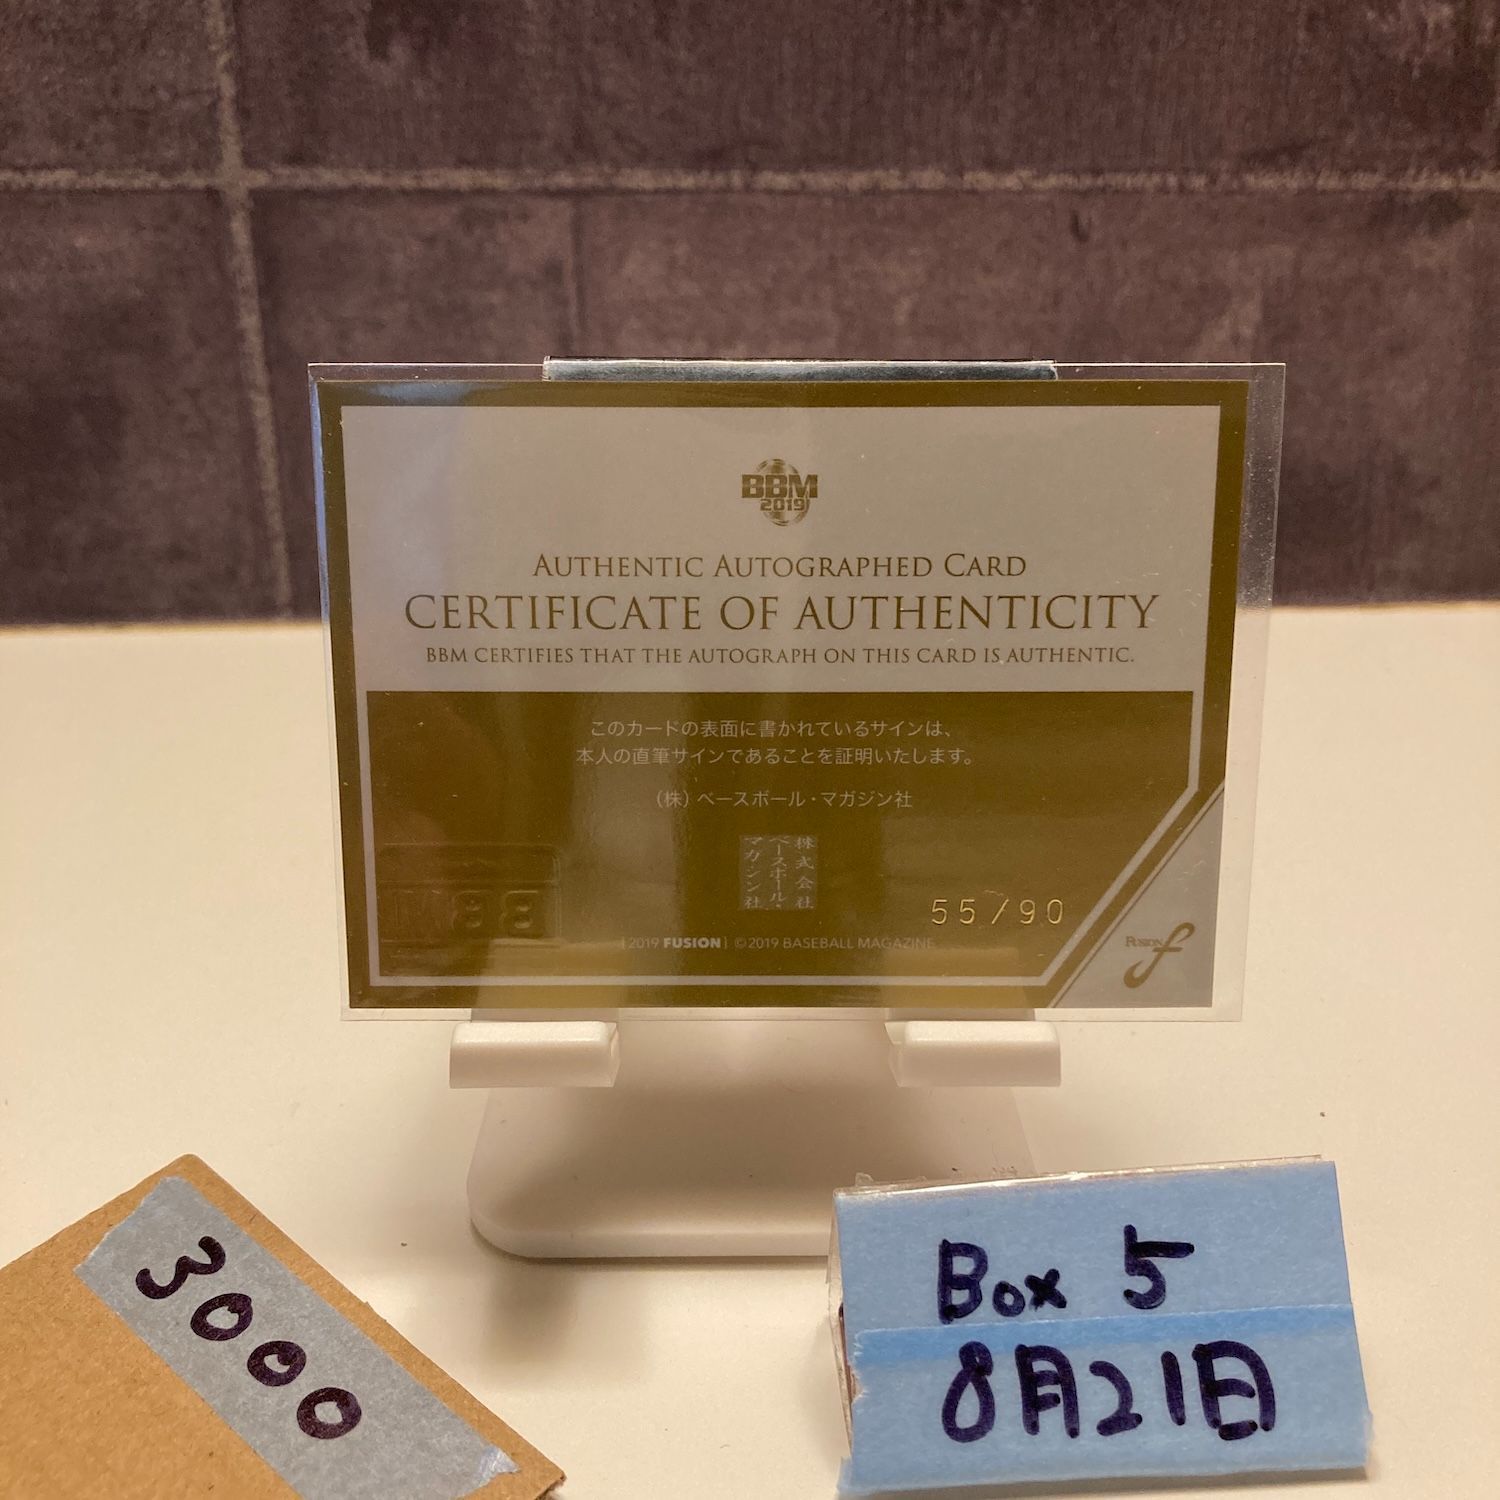 BBM
2019
AUTHENTIC AUTOGRAPHED CARD
CERTIFICATE OF AUTHENTICITY
BBM CERTIFIES THAT THE AUTOGRAPH ON THIS CARD IS AUTHENTIC.
このカードの表面に書かれているサインは、
本人の直筆サインであることを証明いたします。
（株）ベースボール・マガジン社
株式会社
ベースボール・
マガジン社
55/90
| 2019 FUSION | ©2019 BASEBALL MAGAZINE
FUSION f
3000
Box 5
8月21日